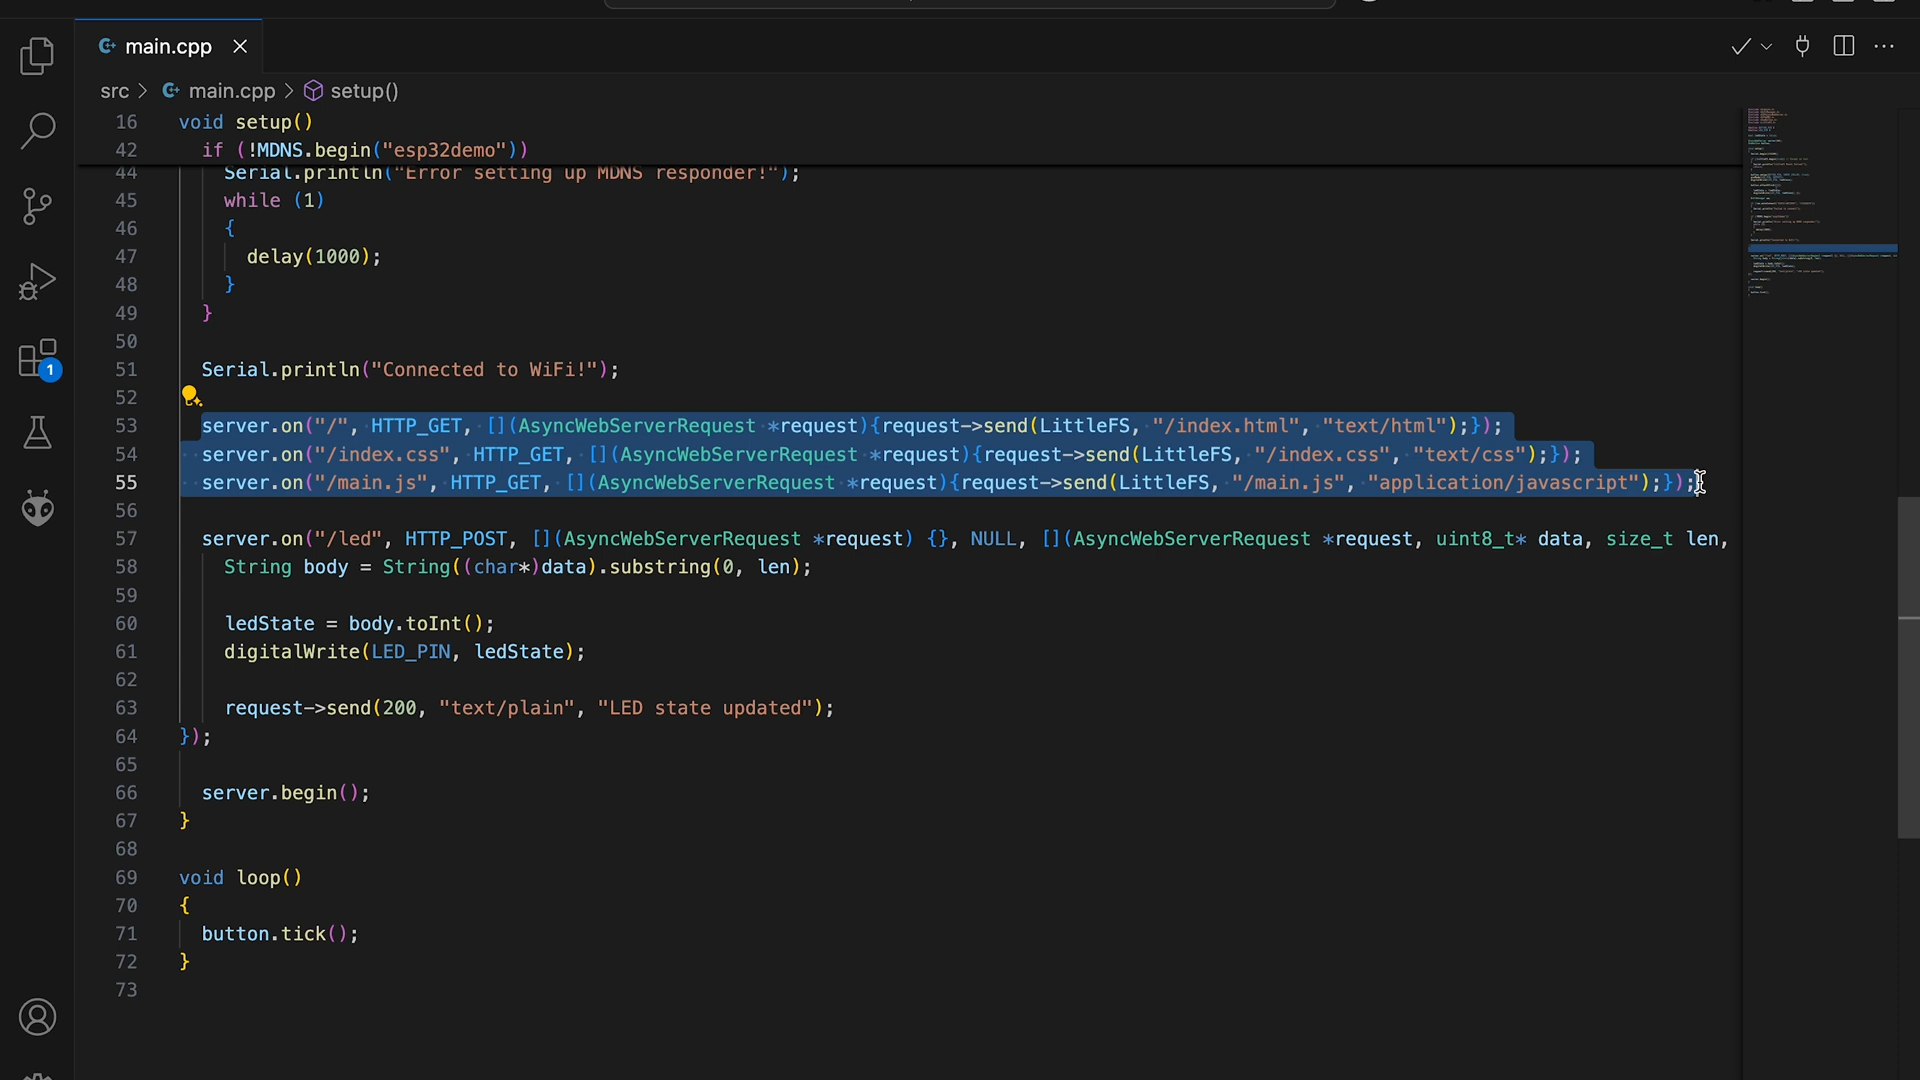 main.cpp
src > main.cpp > setup()
16 void setup()
42 if (!MDNS.begin("esp32demo"))
44 Serial.println("Error setting up MDNS responder!");
45 while (1)
46 {
47 delay(1000);
48 }
49 }
50
51 Serial.println("Connected to WiFi!");
52
53 server.on("/", HTTP_GET, [](AsyncWebServerRequest *request){request->send(LittleFS, "/index.html", "text/html");});
54 server.on("/index.css", HTTP_GET, [](AsyncWebServerRequest *request){request->send(LittleFS, "/index.css", "text/css");});
55 server.on("/main.js", HTTP_GET, [](AsyncWebServerRequest *request){request->send(LittleFS, "/main.js", "application/javascript");});
56
57 server.on("/led", HTTP_POST, [](AsyncWebServerRequest *request) {}, NULL, [](AsyncWebServerRequest *request, uint8_t* data, size_t len,
58 String body = String((char*)data).substring(0, len);
59
60 ledState = body.toInt();
61 digitalWrite(LED_PIN, ledState);
62
63 request->send(200, "text/plain", "LED state updated");
64 });
65
66 server.begin();
67 }
68
69 void loop()
70 {
71 button.tick();
72 }
73
1